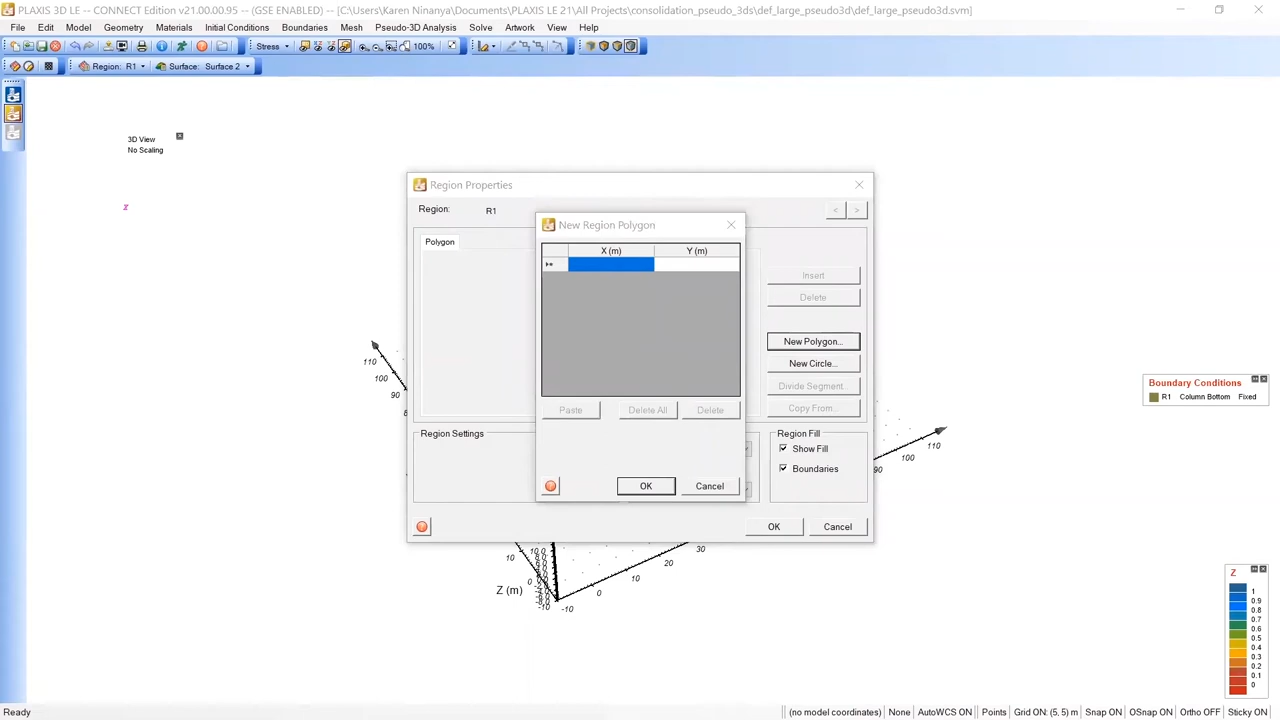 PLAXIS 3D LE -- CONNECT Edition v21.00.00.95 -- (GSE ENABLED) -- [C:\Users\Karen Ninanya\Documents\PLAXIS LE 21\All Projects\consolidation_pseudo_3ds\def_large_pseudo3d\def_large_pseudo3d.svm]
File Edit Model Geometry Materials Initial Conditions Boundaries Mesh Pseudo-3D Analysis Solve Artwork View Help
Stress 100%
Region: R1 Surface: Surface 2
3D View
No Scaling
Region Properties
Region: R1 < >
New Region Polygon
Polygon
X (m) Y (m)
Insert
Delete
New Polygon...
New Circle...
Divide Segment...
Copy From...
Paste Delete All Delete
Region Settings
Region Fill
Show Fill
Boundaries
OK Cancel
OK Cancel
Boundary Conditions
R1 Column Bottom Fixed
110
100
90
110
100
90
30
20
10
0
-10
10
0
Z (m)
Z
1
0.9
0.8
0.7
0.6
0.5
0.4
0.3
0.2
0.1
0
Ready (no model coordinates) None AutoWCS ON Points Grid ON: (5, 5) m Snap ON OSnap ON Ortho OFF Sticky ON